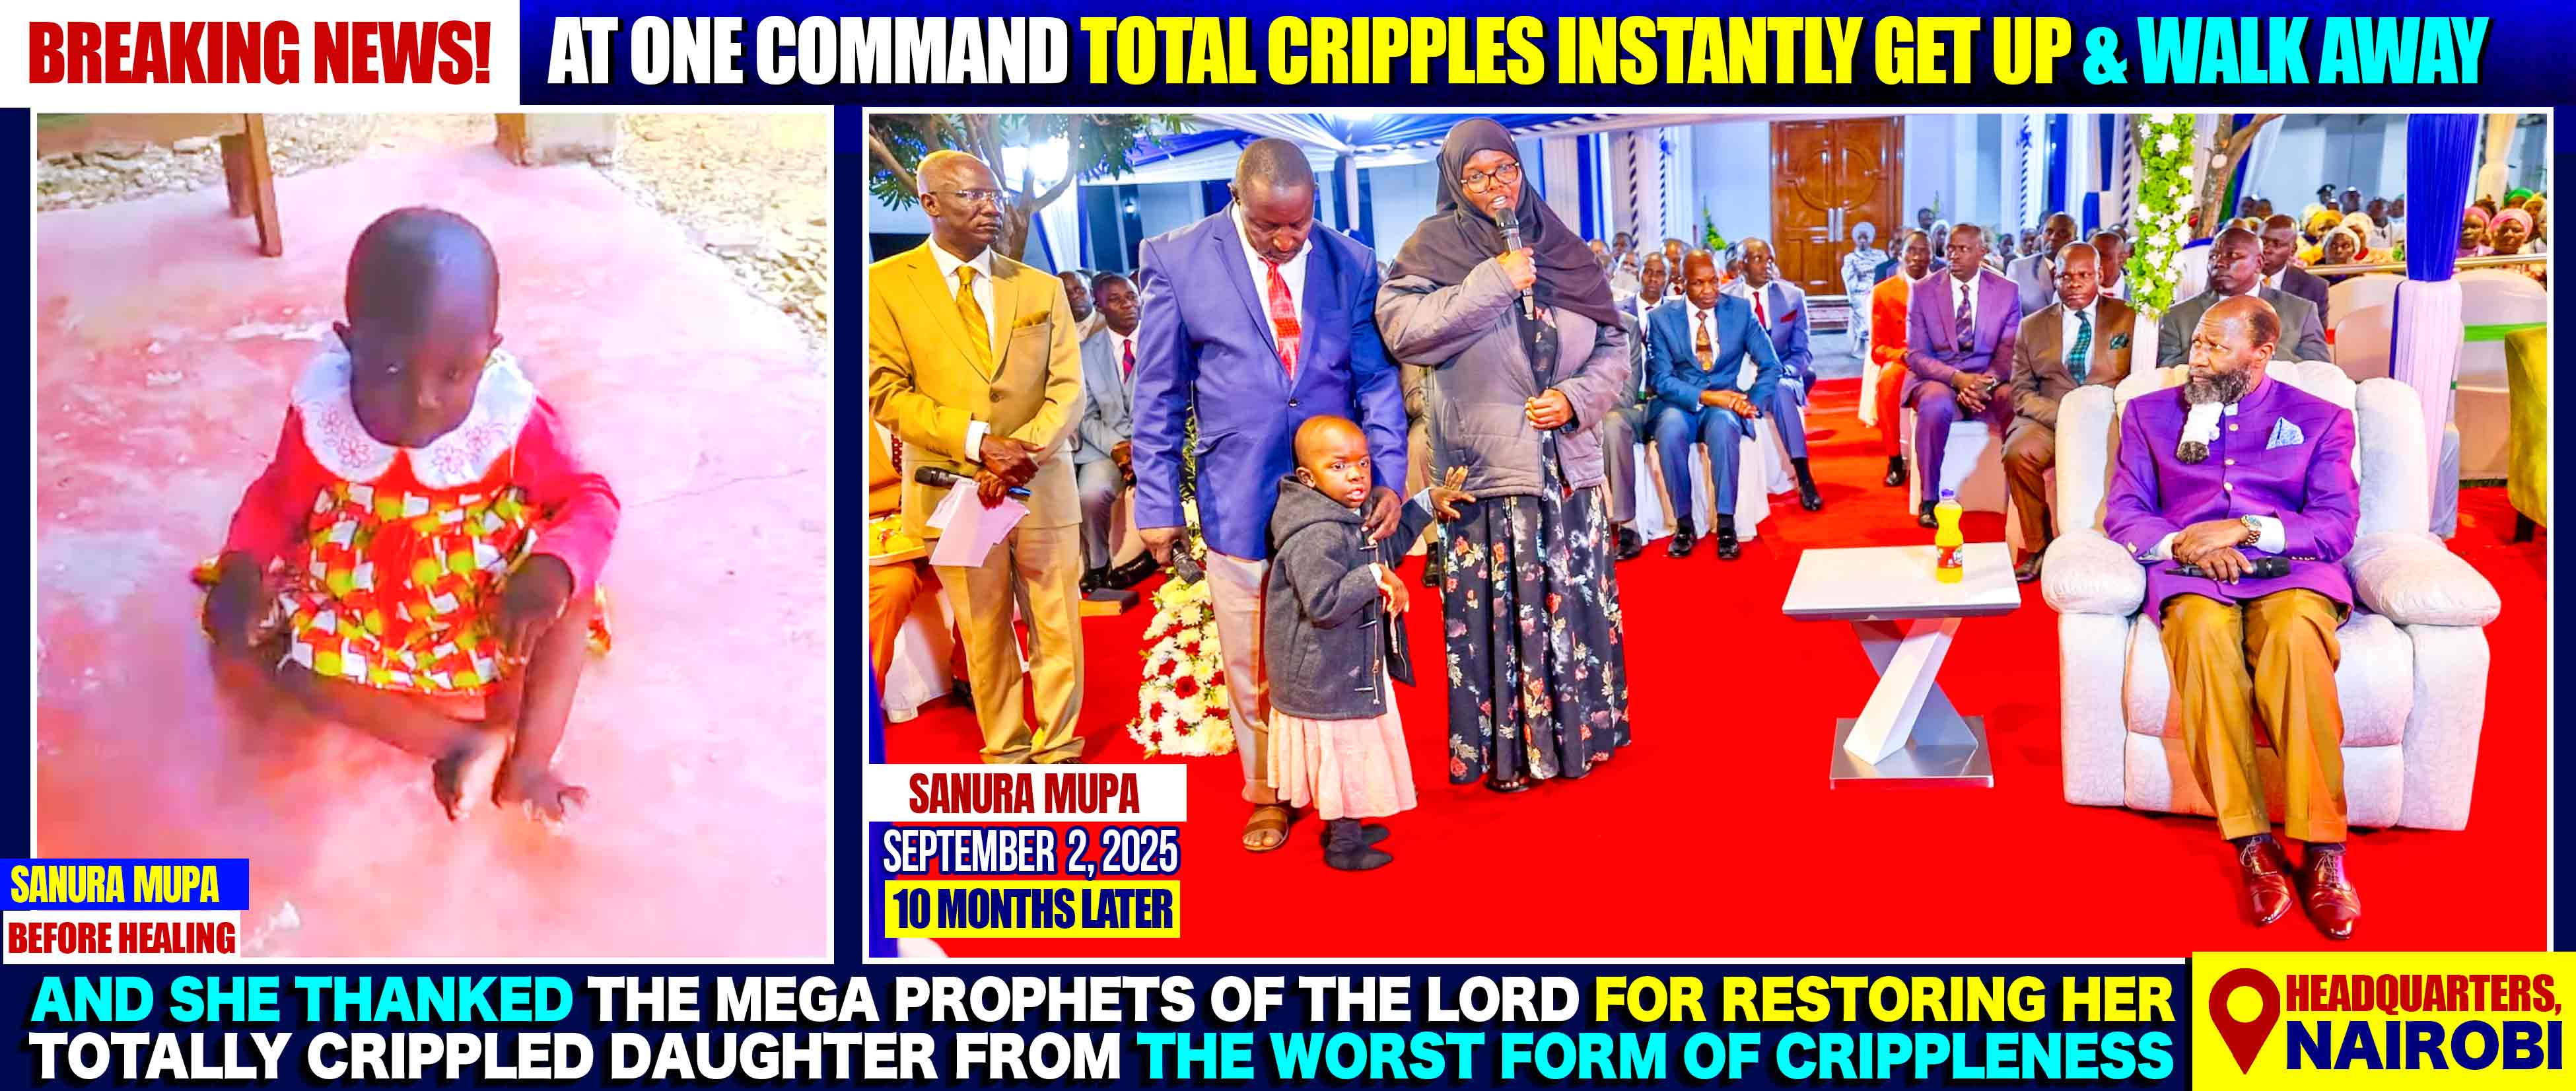 BREAKING NEWS!
AT ONE COMMAND TOTAL CRIPPLES INSTANTLY GET UP & WALK AWAY
SANURA MUPA
BEFORE HEALING
SANURA MUPA
SEPTEMBER 2, 2025
10 MONTHS LATER
AND SHE THANKED THE MEGA PROPHETS OF THE LORD FOR RESTORING HER
TOTALLY CRIPPLED DAUGHTER FROM THE WORST FORM OF CRIPPLENESS
HEADQUARTERS,
NAIROBI